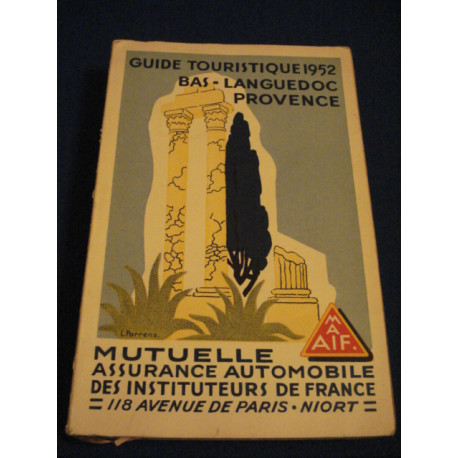 GUIDE TOURISTIQUE 1952
BAS-LANGUEDOC
PROVENCE
L. Parrens
M
A
AIF.
MUTUELLE
ASSURANCE AUTOMOBILE
DES INSTITUTEURS DE FRANCE
= 118 AVENUE DE PARIS • NIORT =